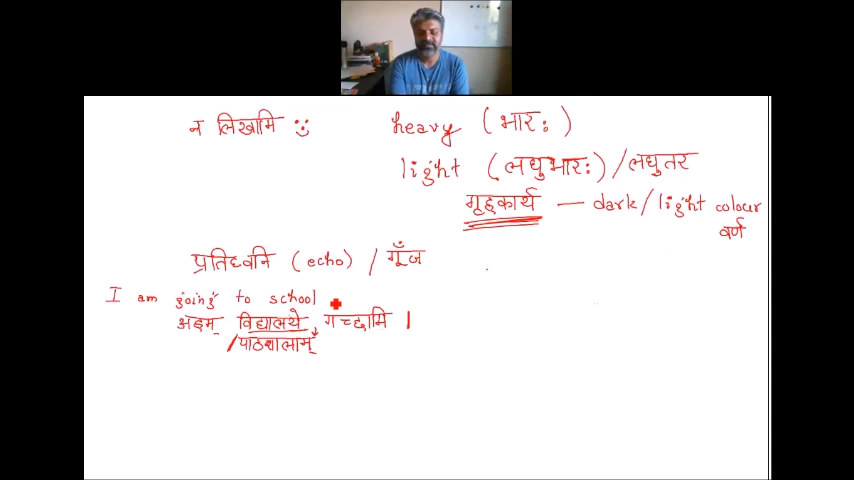 न लिखामि heavy (भारः)
light (लघुभारः) / लघुतर
गृहकार्य — dark / light colour
वर्ण
प्रतिध्वनि (echo) / गूँज
I am going to school
अहम् विद्यालये गच्छामि ।
/पाठशालाम्